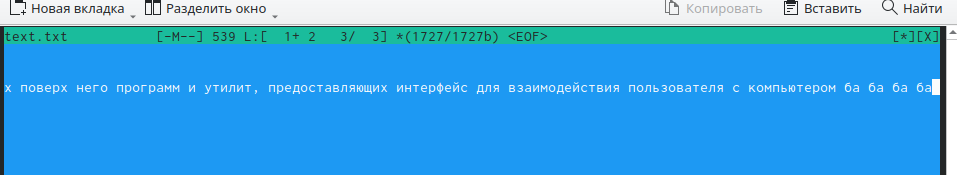 Новая вкладка Разделить окно Копировать Вставить Найти
text.txt [-M--] 539 L:[ 1+ 2 3/ 3] *(1727/1727b) <EOF> [*][X]
х поверх него программ и утилит, предоставляющих интерфейс для взаимодействия пользователя с компьютером ба ба ба ба